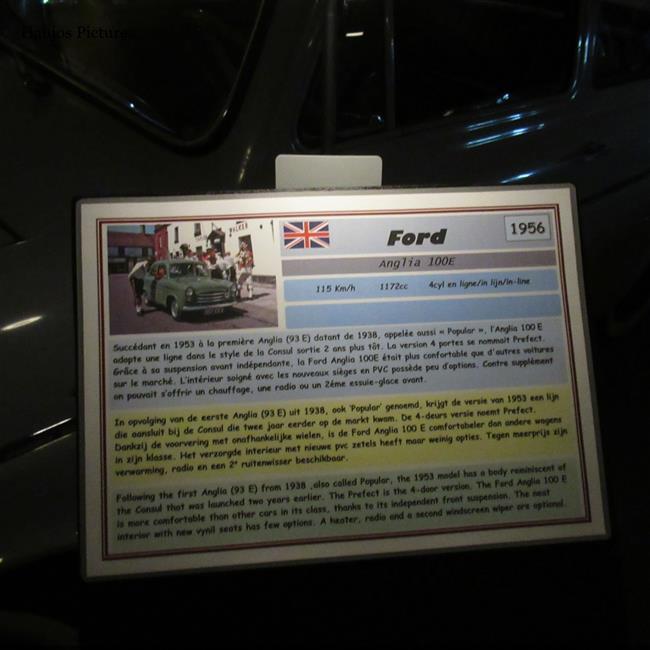 © Hanjos Pictures
WALKER
Ford
1956
Anglia 100E
115 Km/h 1172cc 4cyl en ligne/in lijn/in-line
Succédant en 1953 à la première Anglia (93 E) datant de 1938, appelée aussi « Popular », l'Anglia 100 E
adopte une ligne dans le style de la Consul sortie 2 ans plus tôt. La version 4 portes se nommait Prefect.
Grâce à sa suspension avant indépendante, la Ford Anglia 100E était plus confortable que d'autres voitures
sur le marché. L'intérieur soigné avec les nouveaux sièges en PVC possède peu d'options. Contre supplément
on pouvait s'offrir un chauffage, une radio ou un 2éme essuie-glace avant.
In opvolging van de eerste Anglia (93 E) uit 1938, ook 'Popular' genoemd, krijgt de versie van 1953 een lijn
die aansluit bij de Consul die twee jaar eerder op de markt kwam. De 4-deurs versie noemt Prefect.
Dankzij de voorvering met onafhankelijke wielen, is de Ford Anglia 100 E comfortabeler dan andere wagens
in zijn klasse. Het verzorgde interieur met nieuwe pvc zetels heeft maar weinig opties. Tegen meerprijs zijn
verwarming, radio en een 2e ruitenwisser beschikbaar.
Following the first Anglia (93 E) from 1938 ,also called Popular, the 1953 model has a body reminiscent of
the Consul that was launched two years earlier. The Prefect is the 4-door version. The Ford Anglia 100 E
is more comfortable than other cars in its class, thanks to its independent front suspension. The neat
interior with new vynil seats has few options. A heater, radio and a second windscreen wiper are optional.